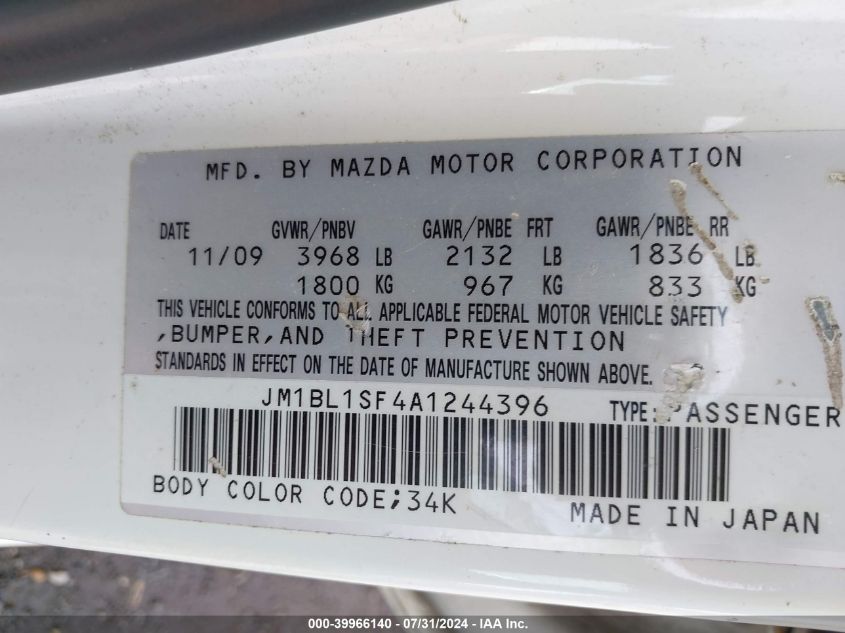 MFD. BY MAZDA MOTOR CORPORATION
DATE GVWR/PNBV GAWR/PNBE FRT GAWR/PNBE RR
11/09 3968 LB 2132 LB 1836 LB
1800 KG 967 KG 833 KG
THIS VEHICLE CONFORMS TO ALL APPLICABLE FEDERAL MOTOR VEHICLE SAFETY
,BUMPER,AND THEFT PREVENTION
STANDARDS IN EFFECT ON THE DATE OF MANUFACTURE SHOWN ABOVE.
JM1BL1SF4A1244396 TYPE:PASSENGER
BODY COLOR CODE;34K
MADE IN JAPAN
000-39966140 - 07/31/2024 - IAA Inc.